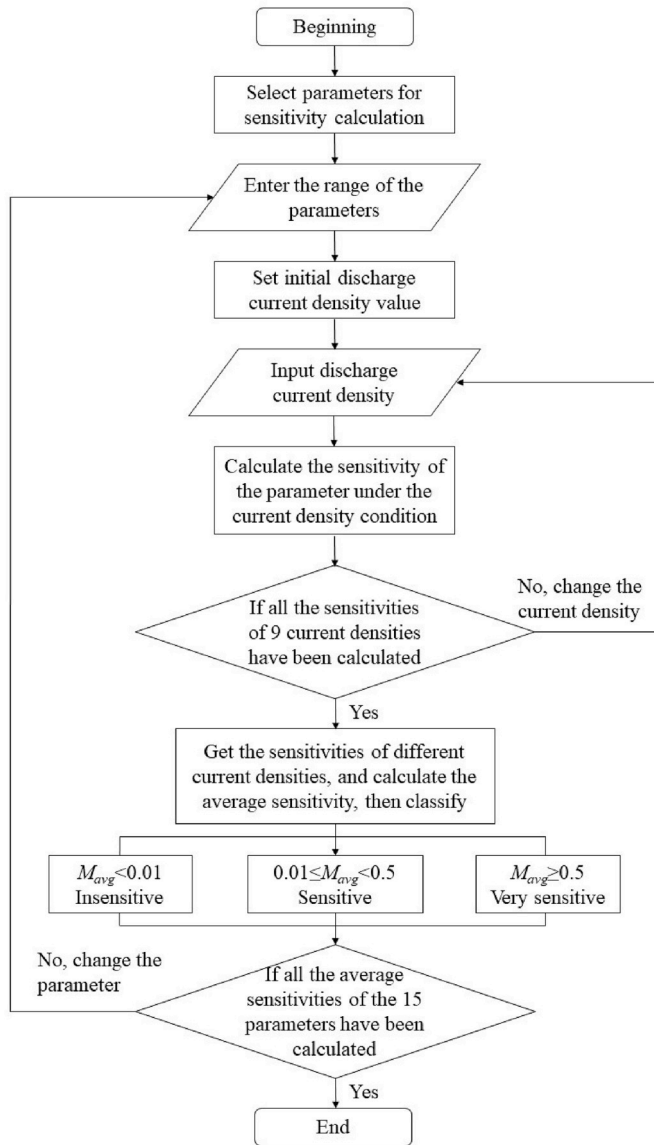 Beginning
Select parameters for
sensitivity calculation
Enter the range of the
parameters
Set initial discharge
current density value
Input discharge
current density
Calculate the sensitivity of
the parameter under the
current density condition
No, change the
current density
If all the sensitivities
of 9 current densities
have been calculated
Yes
Get the sensitivities of different
current densities, and calculate the
average sensitivity, then classify
M_avg<0.01
Insensitive
0.01≤M_avg<0.5
Sensitive
M_avg≥0.5
Very sensitive
No, change the
parameter
If all the average
sensitivities of the 15
parameters have been
calculated
Yes
End